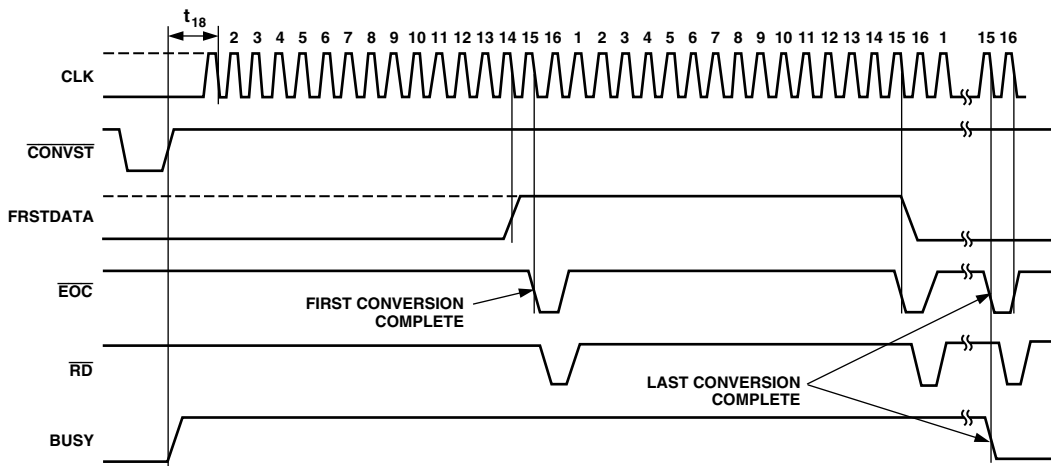 t18
2 3 4 5 6 7 8 9 10 11 12 13 14 15 16 1 2 3 4 5 6 7 8 9 10 11 12 13 14 15 16 1 15 16
CLK
CONVST
FRSTDATA
EOC
FIRST CONVERSION
COMPLETE
RD
LAST CONVERSION
COMPLETE
BUSY